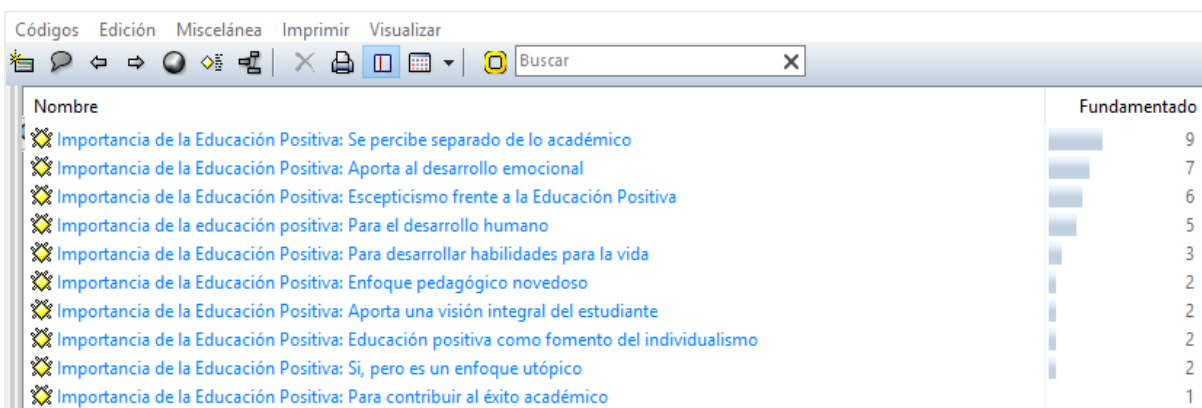 Códigos Edición Miscelánea Imprimir Visualizar
Buscar
Nombre Fundamentado
Importancia de la Educación Positiva: Se percibe separado de lo académico 9
Importancia de la Educación Positiva: Aporta al desarrollo emocional 7
Importancia de la Educación Positiva: Escepticismo frente a la Educación Positiva 6
Importancia de la educación positiva: Para el desarrollo humano 5
Importancia de la Educación Positiva: Para desarrollar habilidades para la vida 3
Importancia de la Educación Positiva: Enfoque pedagógico novedoso 2
Importancia de la Educación Positiva: Aporta una visión integral del estudiante 2
Importancia de la Educación Positiva: Educación positiva como fomento del individualismo 2
Importancia de la Educación Positiva: Si, pero es un enfoque utópico 2
Importancia de la Educación Positiva: Para contribuir al éxito académico 1